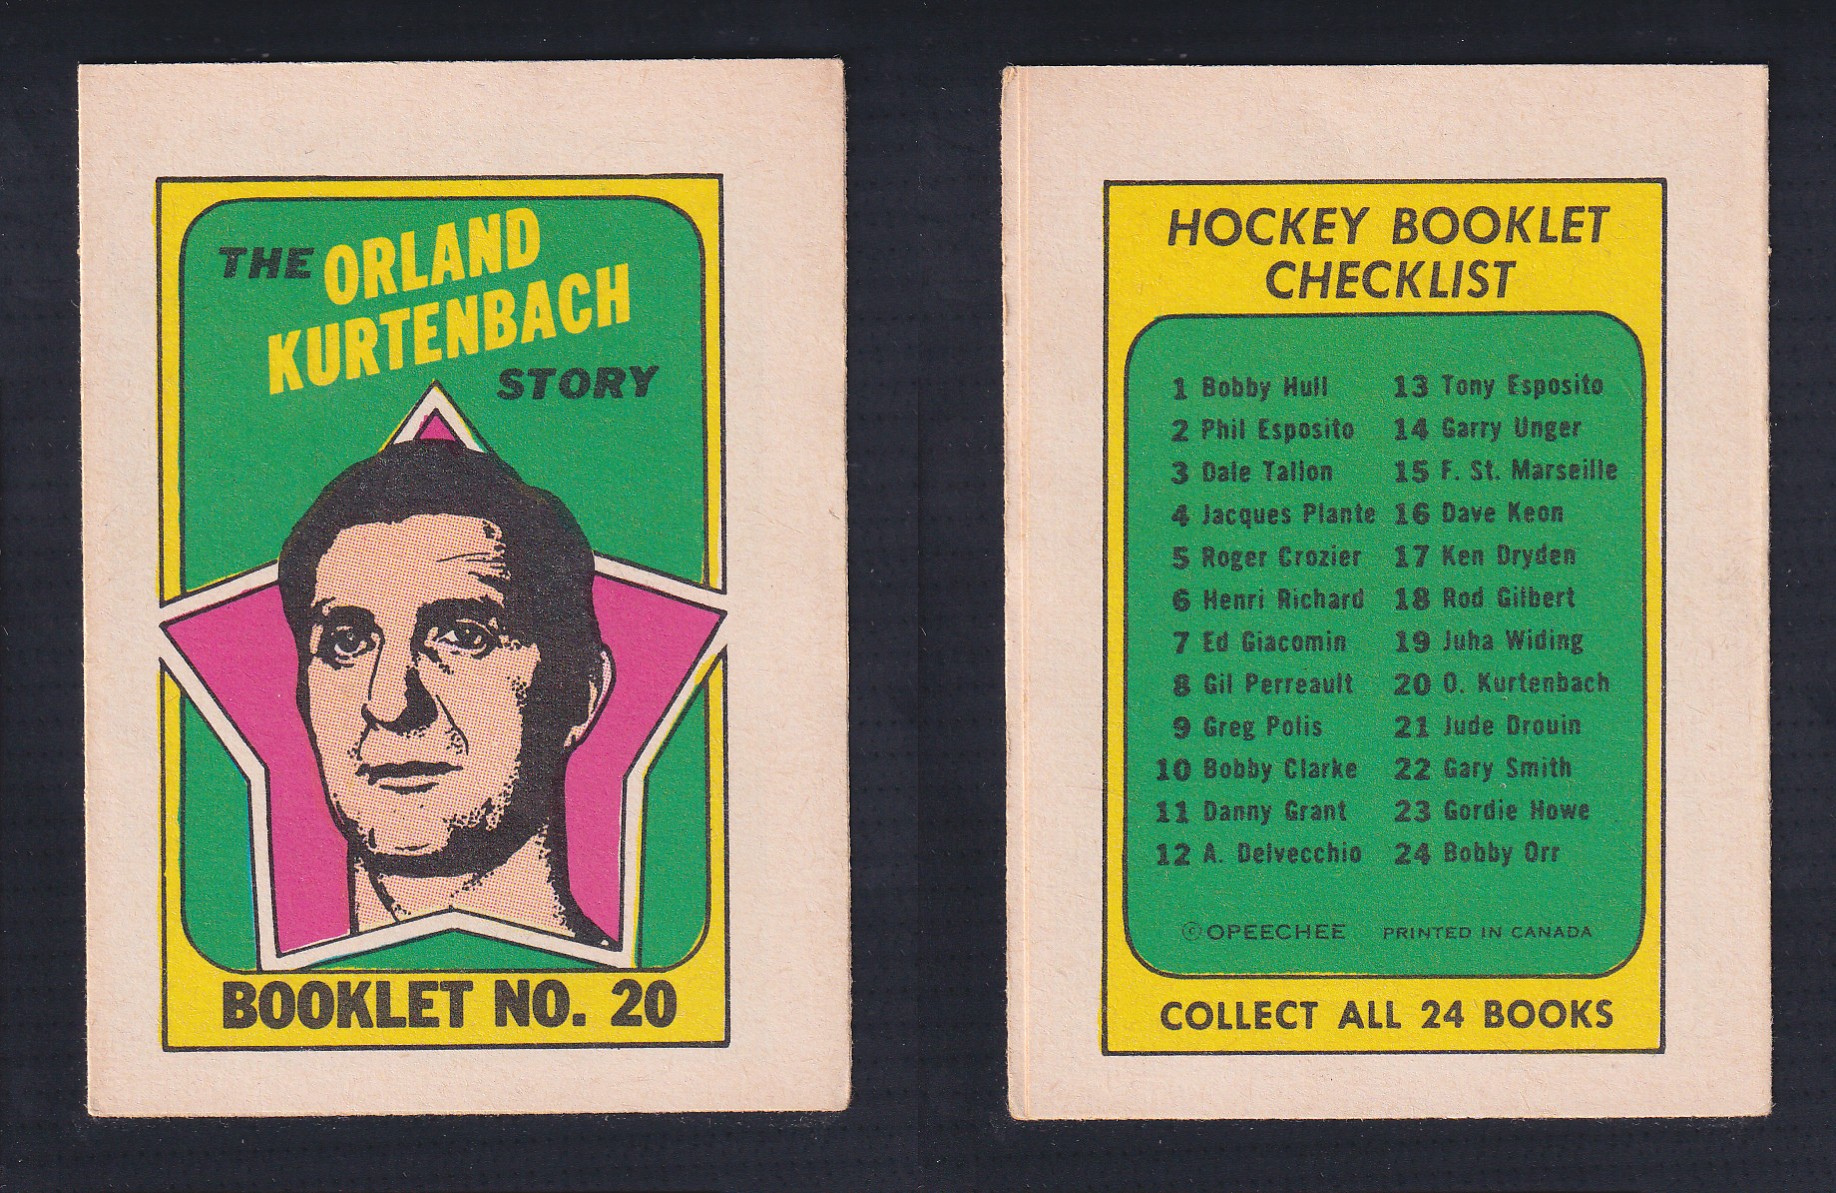 THE ORLAND
KURTENBACH
STORY
BOOKLET NO. 20
HOCKEY BOOKLET
CHECKLIST
1 Bobby Hull
2 Phil Esposito
3 Dale Tallon
4 Jacques Plante
5 Roger Crozier
6 Henri Richard
7 Ed Giacomin
8 Gil Perreault
9 Greg Polis
10 Bobby Clarke
11 Danny Grant
12 A. Delvecchio
13 Tony Esposito
14 Garry Unger
15 F. St. Marseille
16 Dave Keon
17 Ken Dryden
18 Rod Gilbert
19 Juha Widing
20 O. Kurtenbach
21 Jude Drouin
22 Gary Smith
23 Gordie Howe
24 Bobby Orr
©OPEECHEE PRINTED IN CANADA
COLLECT ALL 24 BOOKS